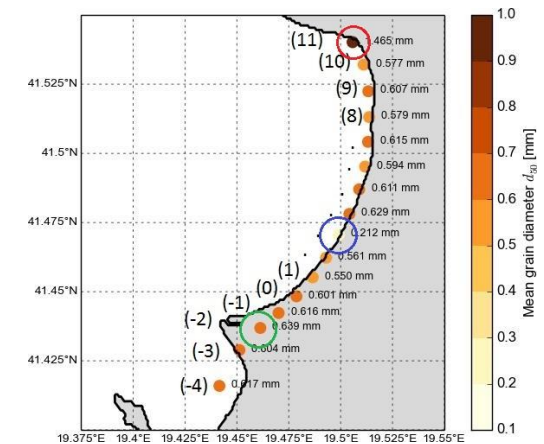 (11) 1.465 mm
(10) 0.577 mm
(9) 0.607 mm
(8) 0.579 mm
0.615 mm
0.594 mm
0.611 mm
0.629 mm
0.212 mm
0.561 mm
(1) 0.550 mm
(0) 0.601 mm
(-1) 0.616 mm
(-2) 0.639 mm
(-3) 0.604 mm
(-4) 0.617 mm
41.525°N
41.5°N
41.475°N
41.45°N
41.425°N
19.375°E 19.4°E 19.425°E 19.45°E 19.475°E 19.5°E 19.525°E 19.55°E
1.0
0.9
0.8
0.7
0.6
0.5
0.4
0.3
0.2
0.1
Mean grain diameter d50 [mm]